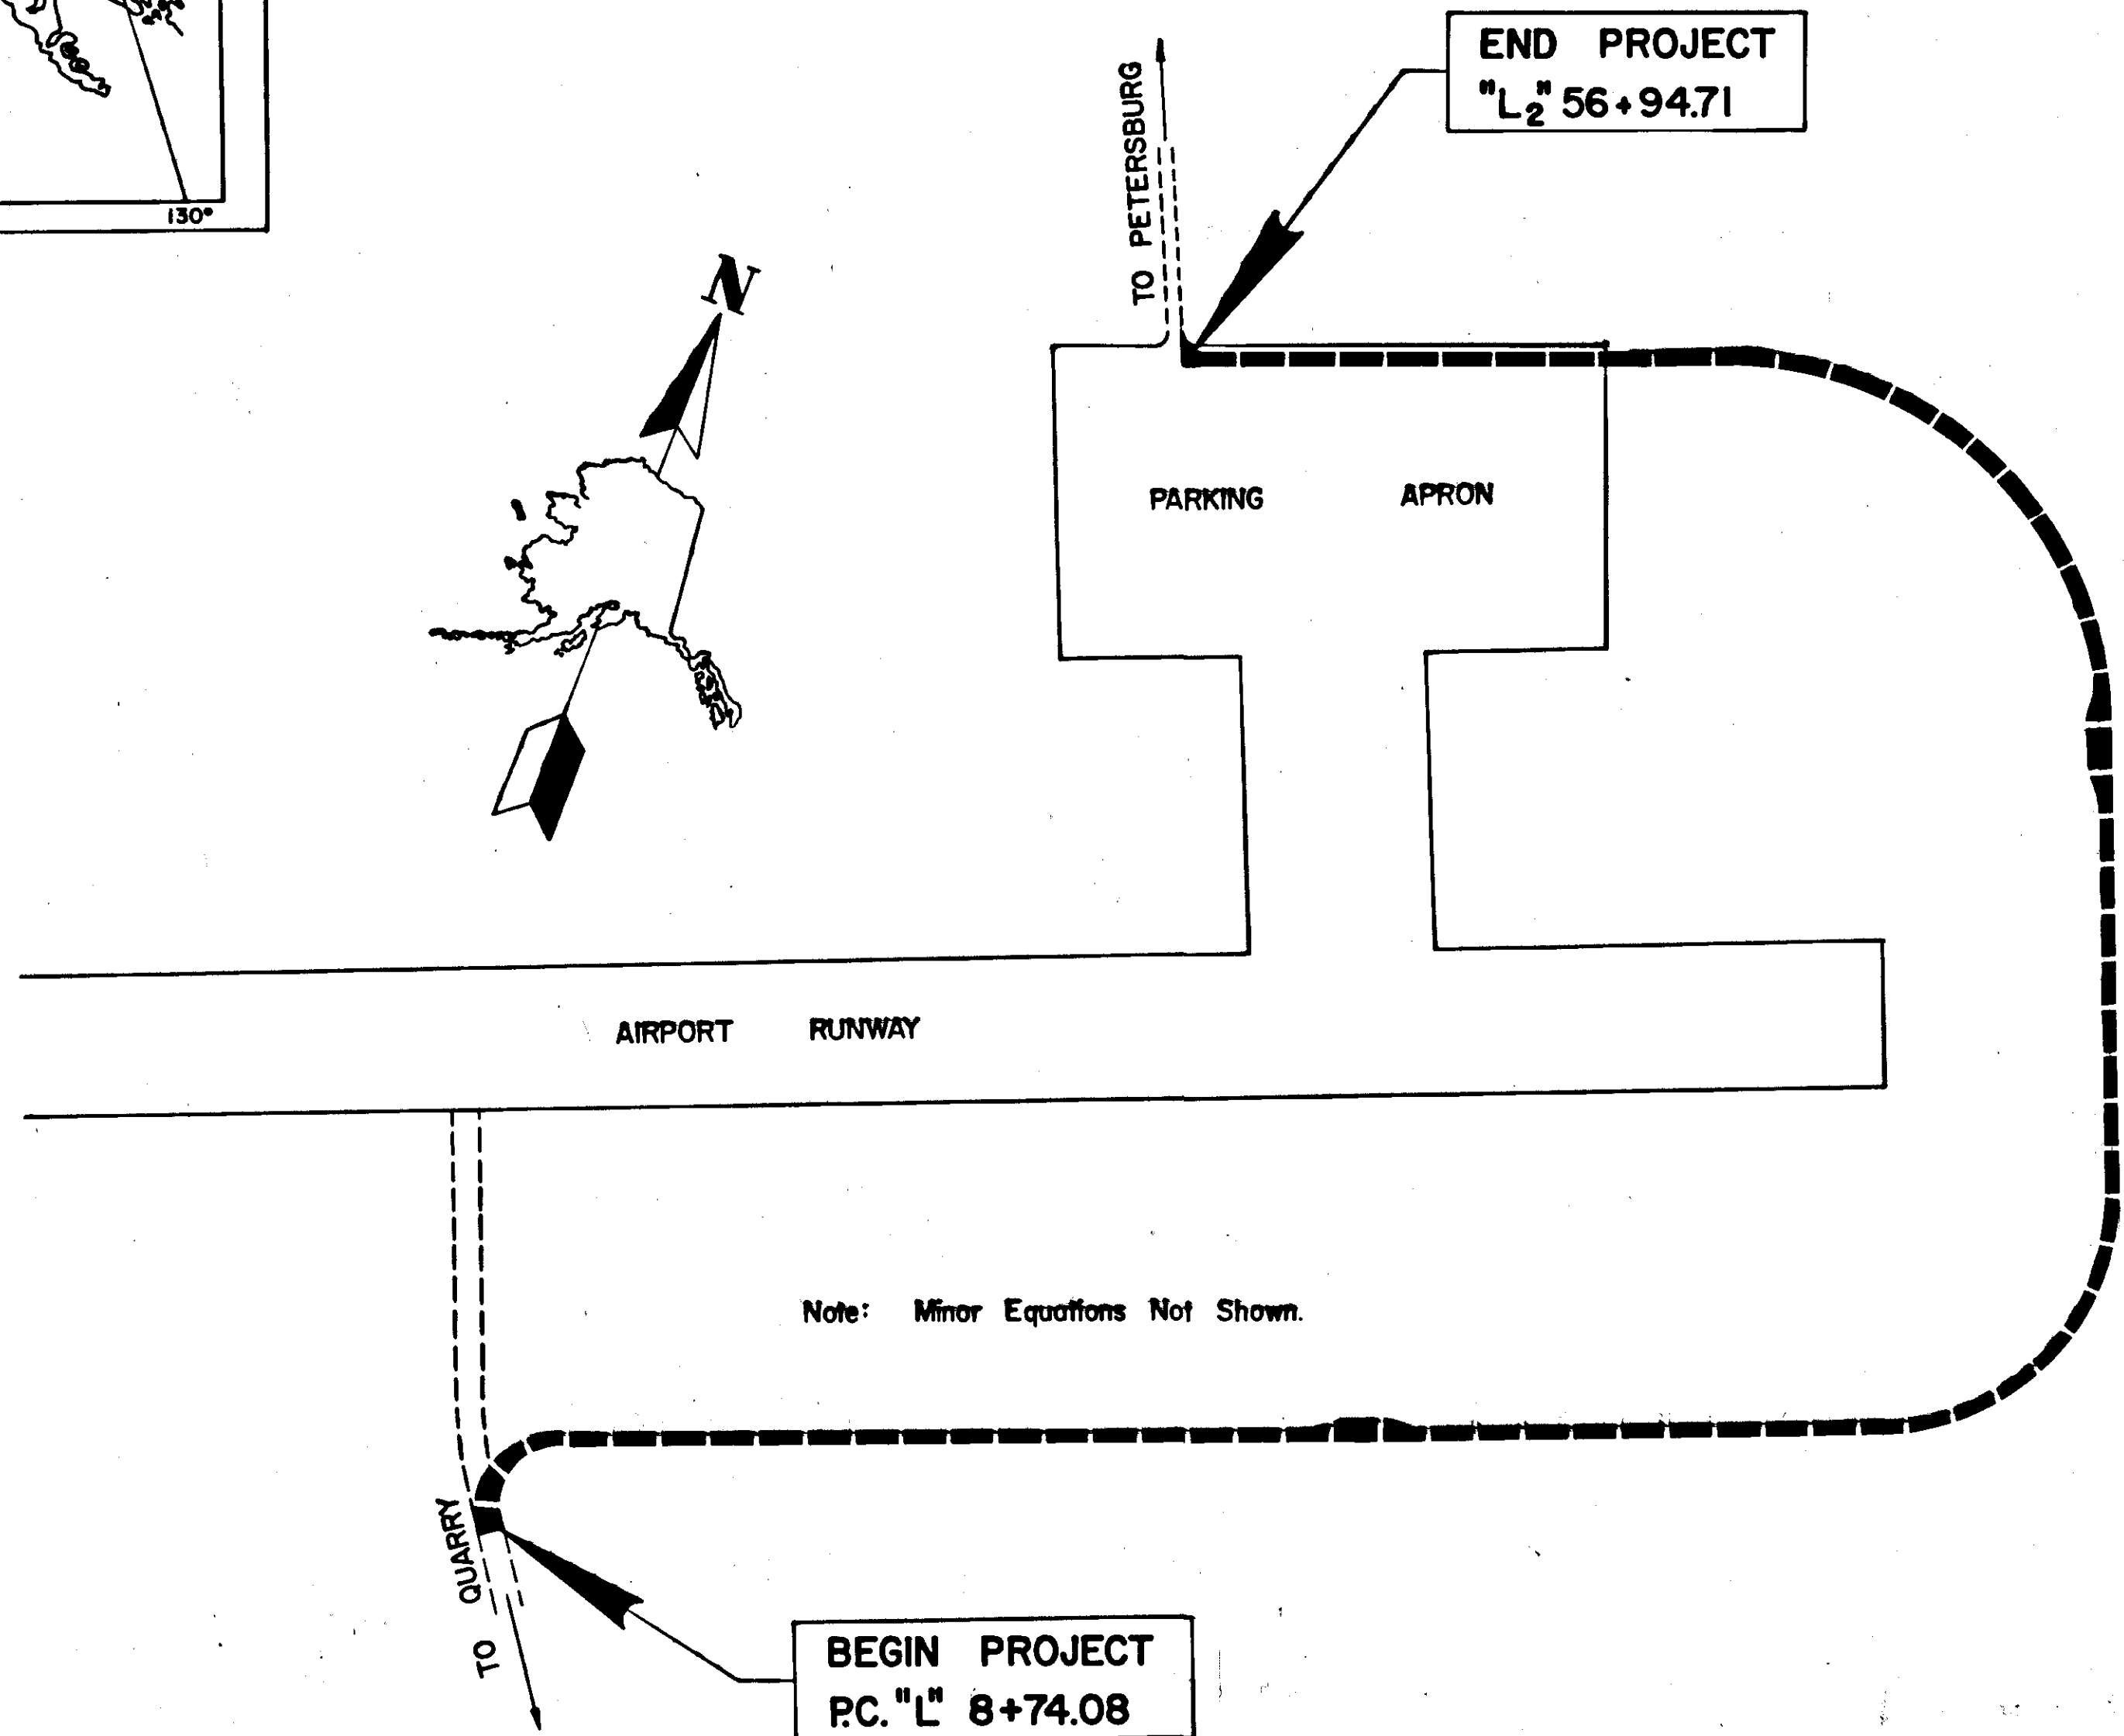 130°
END PROJECT
"L2" 56+94.71
TO PETERSBURG
N
PARKING APRON
AIRPORT RUNWAY
Note: Minor Equations Not Shown.
TO QUARRY
BEGIN PROJECT
P.C. "L" 8+74.08